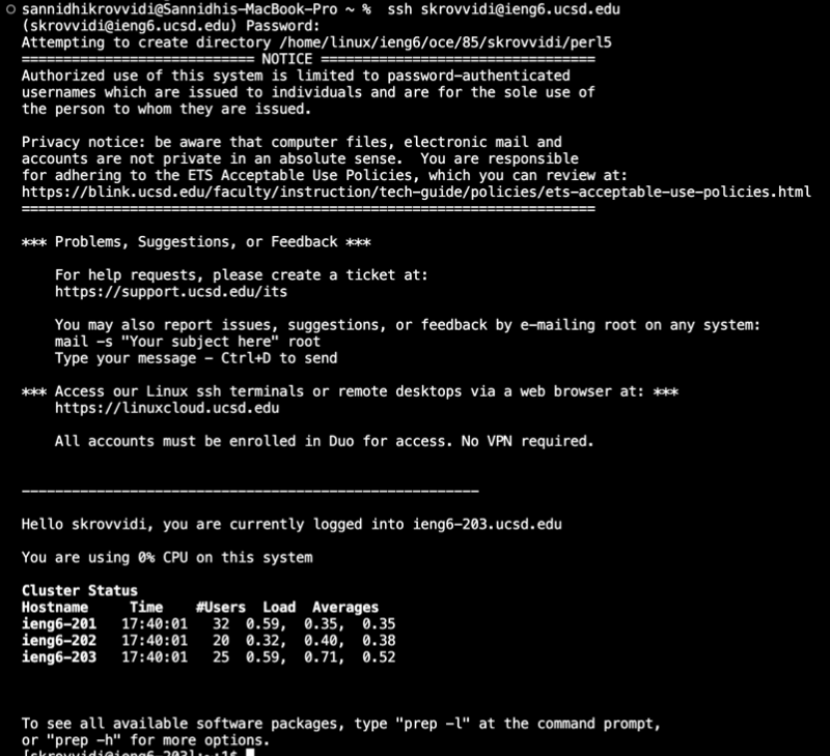 sannidhikrovvidi@Sannidhis-MacBook-Pro ~ %  ssh skrovvidi@ieng6.ucsd.edu
(skrovvidi@ieng6.ucsd.edu) Password:
Attempting to create directory /home/linux/ieng6/oce/85/skrovvidi/perl5
============================ NOTICE =================================
Authorized use of this system is limited to password-authenticated
usernames which are issued to individuals and are for the sole use of
the person to whom they are issued.

Privacy notice: be aware that computer files, electronic mail and
accounts are not private in an absolute sense.  You are responsible
for adhering to the ETS Acceptable Use Policies, which you can review at:
https://blink.ucsd.edu/faculty/instruction/tech-guide/policies/ets-acceptable-use-policies.html
=====================================================================

*** Problems, Suggestions, or Feedback ***

    For help requests, please create a ticket at:
    https://support.ucsd.edu/its

    You may also report issues, suggestions, or feedback by e-mailing root on any system:
    mail -s "Your subject here" root
    Type your message - Ctrl+D to send

*** Access our Linux ssh terminals or remote desktops via a web browser at: ***
    https://linuxcloud.ucsd.edu

    All accounts must be enrolled in Duo for access. No VPN required.

-------------------------------------------------------

Hello skrovvidi, you are currently logged into ieng6-203.ucsd.edu

You are using 0% CPU on this system

Cluster Status
Hostname     Time    #Users  Load  Averages
ieng6-201   17:40:01   32  0.59,  0.35,  0.35
ieng6-202   17:40:01   20  0.32,  0.40,  0.38
ieng6-203   17:40:01   25  0.59,  0.71,  0.52

To see all available software packages, type "prep -l" at the command prompt,
or "prep -h" for more options.
[skrovvidi@ieng6-203]:~:1$